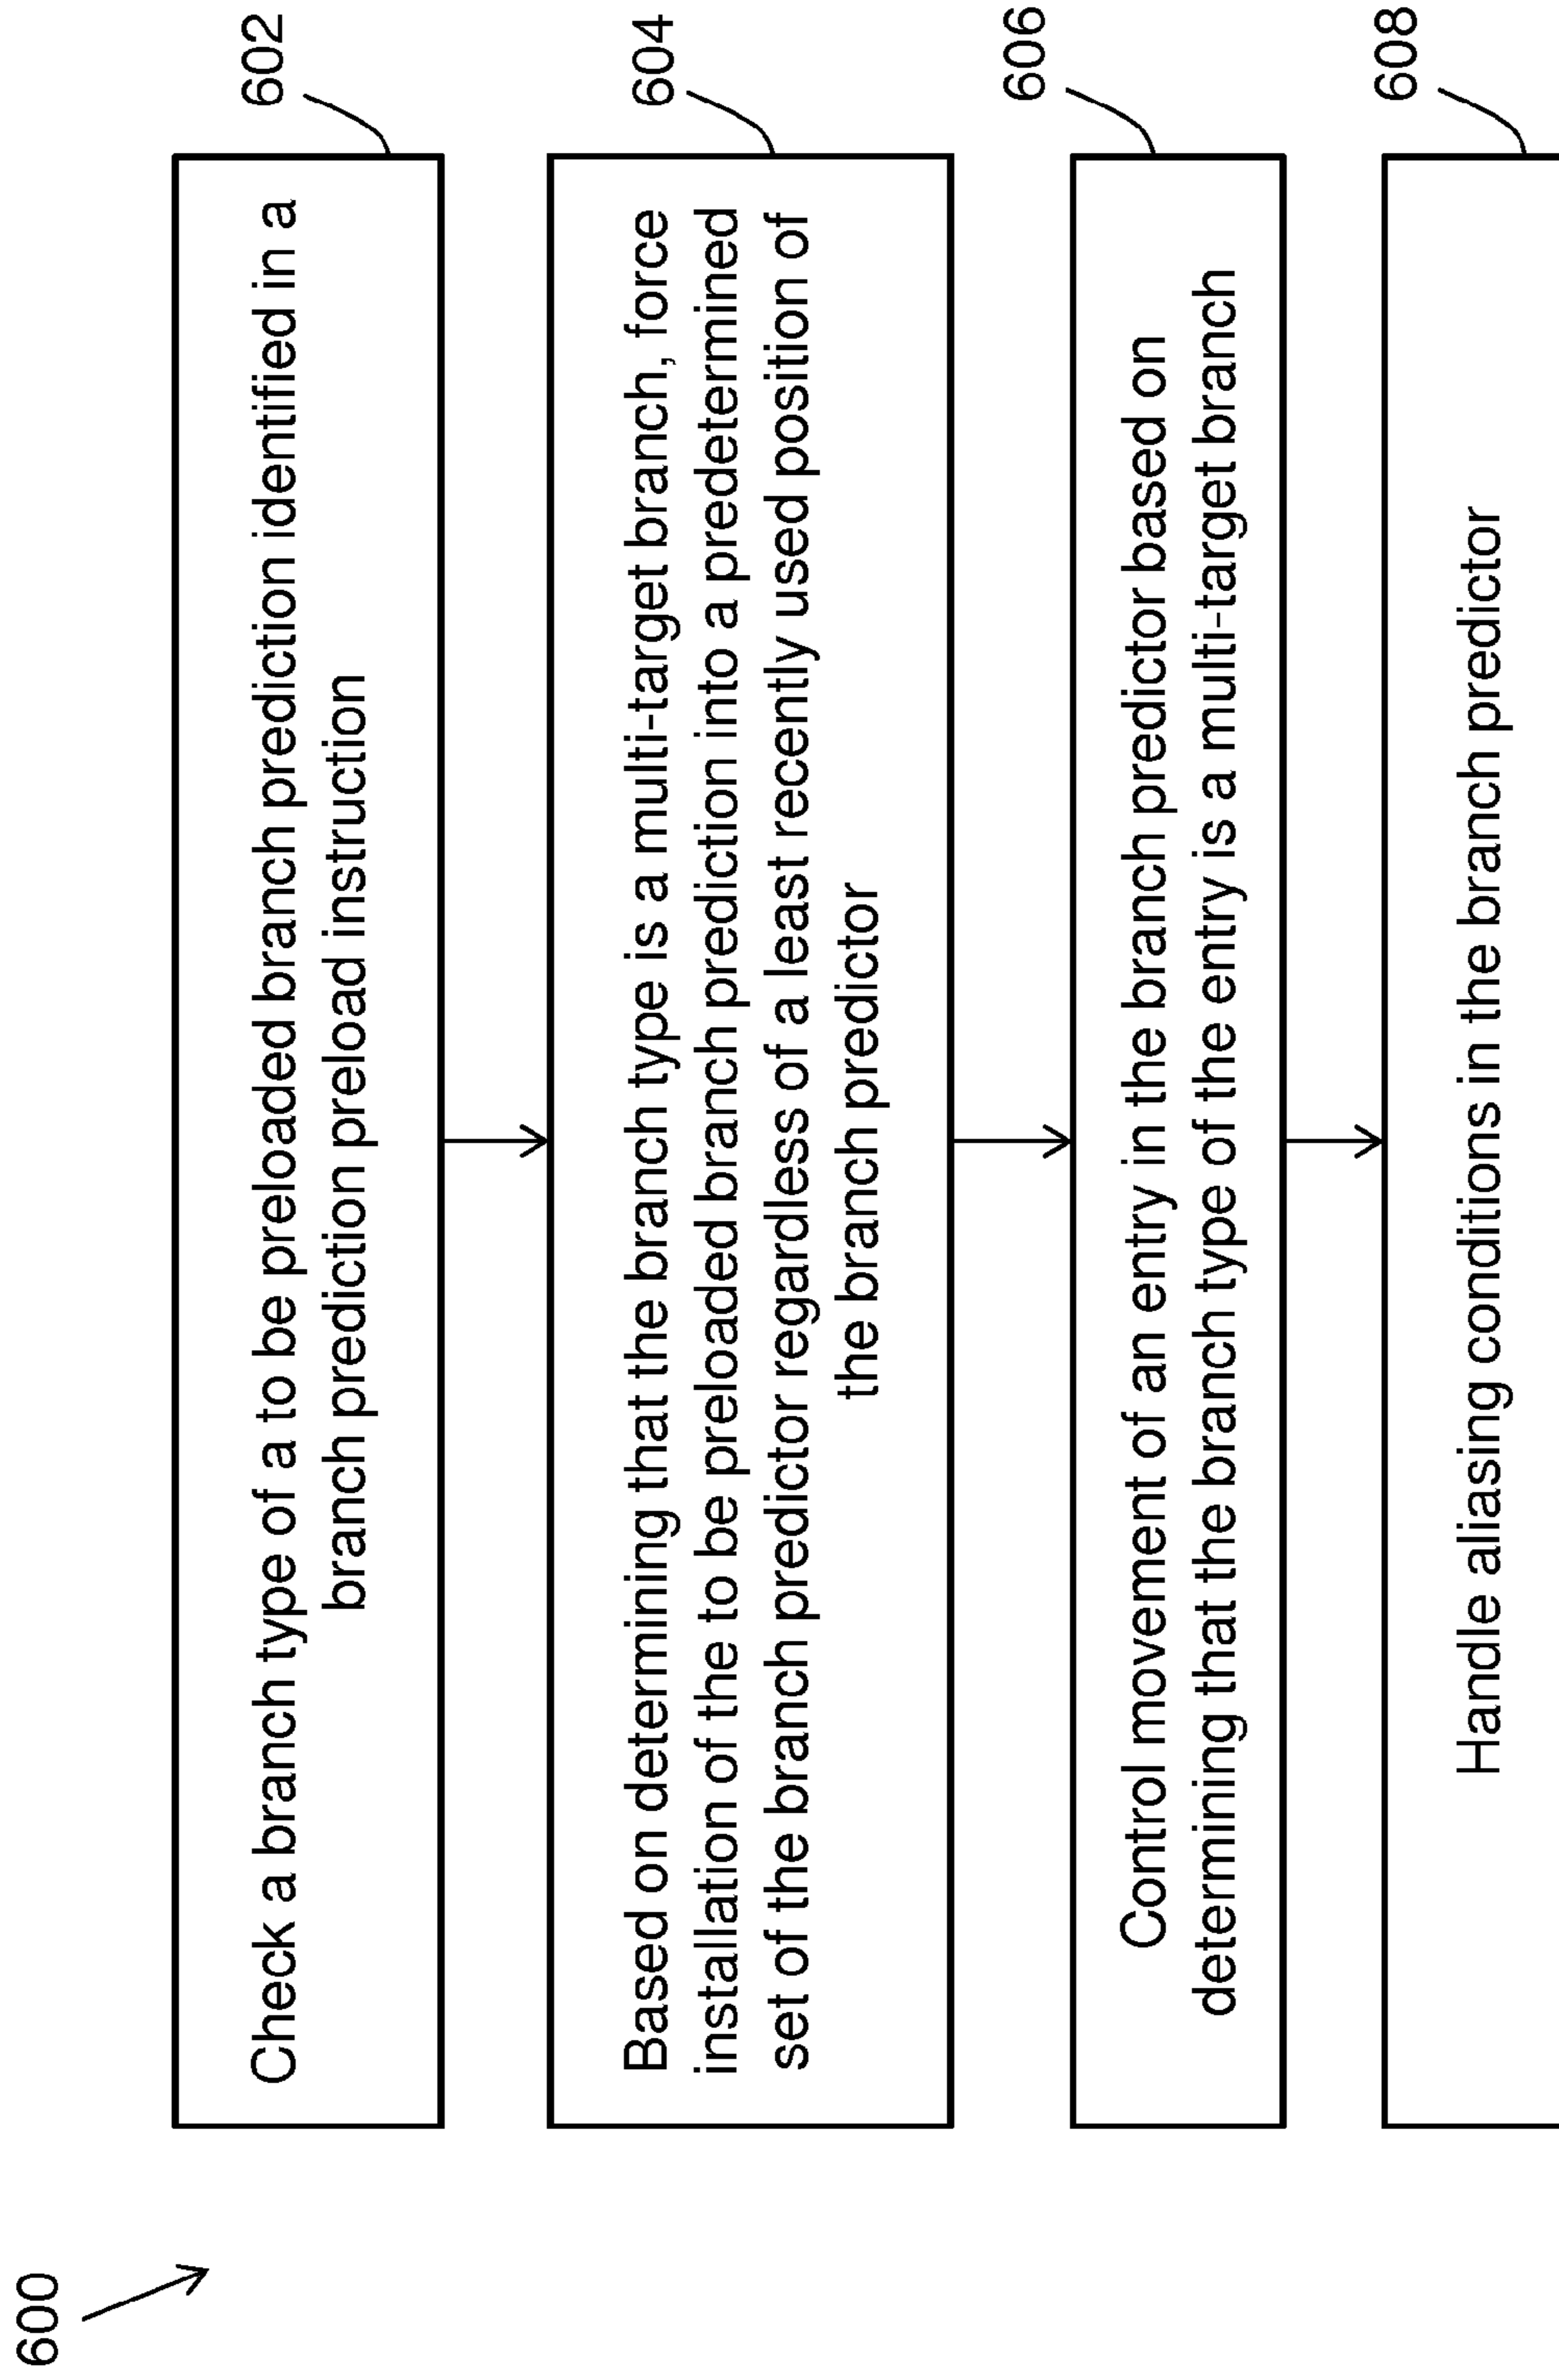 600
602
Check a branch type of a to be preloaded branch prediction identified in a
branch prediction preload instruction
604
Based on determining that the branch type is a multi-target branch, force
installation of the to be preloaded branch prediction into a predetermined
set of the branch predictor regardless of a least recently used position of
the branch predictor
606
Control movement of an entry in the branch predictor based on
determining that the branch type of the entry is a multi-target branch
608
Handle aliasing conditions in the branch predictor